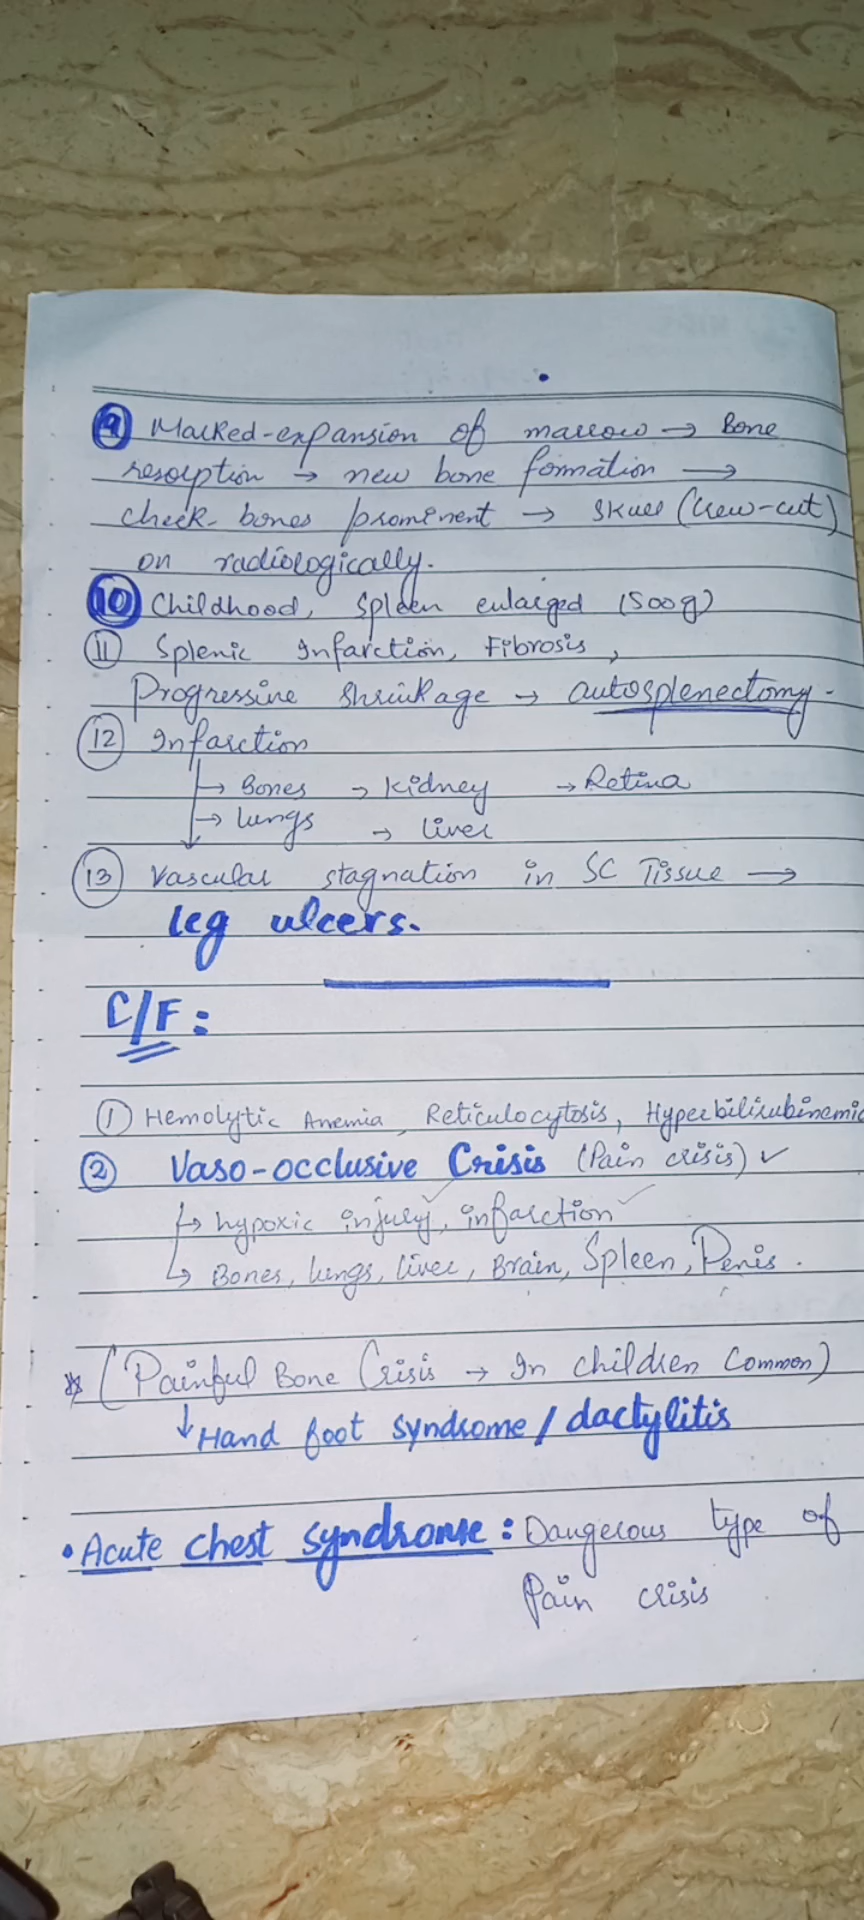 ⑨ Marked-expansion of marrow → Bone
resorption → new bone formation →
cheek-bones prominent → Skull (Crew-cut)
on radiologically.
⑩ Childhood, Spleen enlarged (500g)
⑪ Splenic Infarction, Fibrosis,
Progressive Shrinkage → autosplenectomy.
⑫ Infarction
→ Bones → Kidney → Retina
→ lungs → liver
⑬ Vascular stagnation in SC Tissue →
leg ulcers.
C/F:
① Hemolytic Anemia, Reticulocytosis, Hyperbilirubinemia
② Vaso-occlusive Crisis (Pain crisis) ✓
↳ hypoxic injury, infarction
↳ Bones, lungs, liver, Brain, Spleen, Penis.
* (Painful Bone Crisis → In children Common)
↓ Hand foot syndrome / dactylitis
• Acute chest syndrome: Dangerous type of
Pain crisis